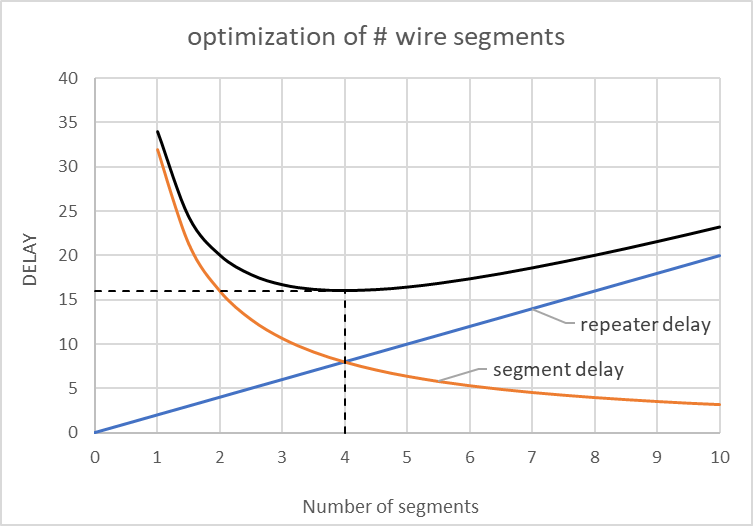 optimization of # wire segments
40
35
30
25
20
15
10
5
0
DELAY
repeater delay
segment delay
0 1 2 3 4 5 6 7 8 9 10
Number of segments